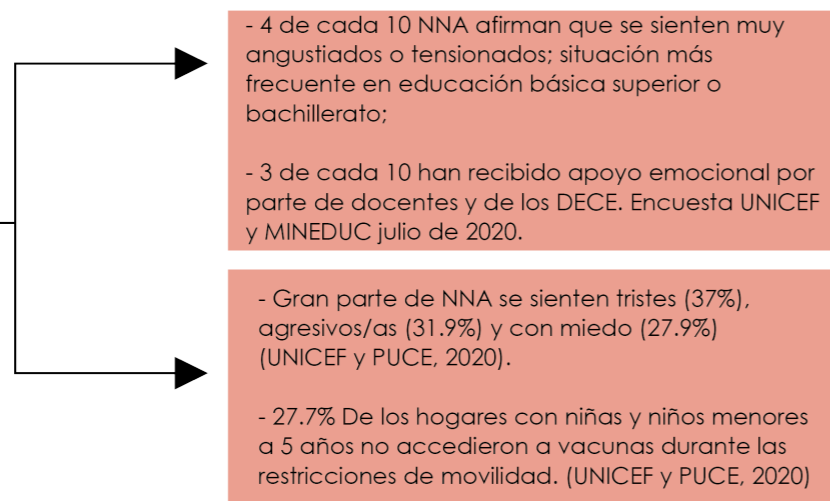 - 4 de cada 10 NNA afirman que se sienten muy
angustiados o tensionados; situación más
frecuente en educación básica superior o
bachillerato;
- 3 de cada 10 han recibido apoyo emocional por
parte de docentes y de los DECE. Encuesta UNICEF
y MINEDUC julio de 2020.
- Gran parte de NNA se sienten tristes (37%),
agresivos/as (31.9%) y con miedo (27.9%)
(UNICEF y PUCE, 2020).
- 27.7% De los hogares con niñas y niños menores
a 5 años no accedieron a vacunas durante las
restricciones de movilidad. (UNICEF y PUCE, 2020)